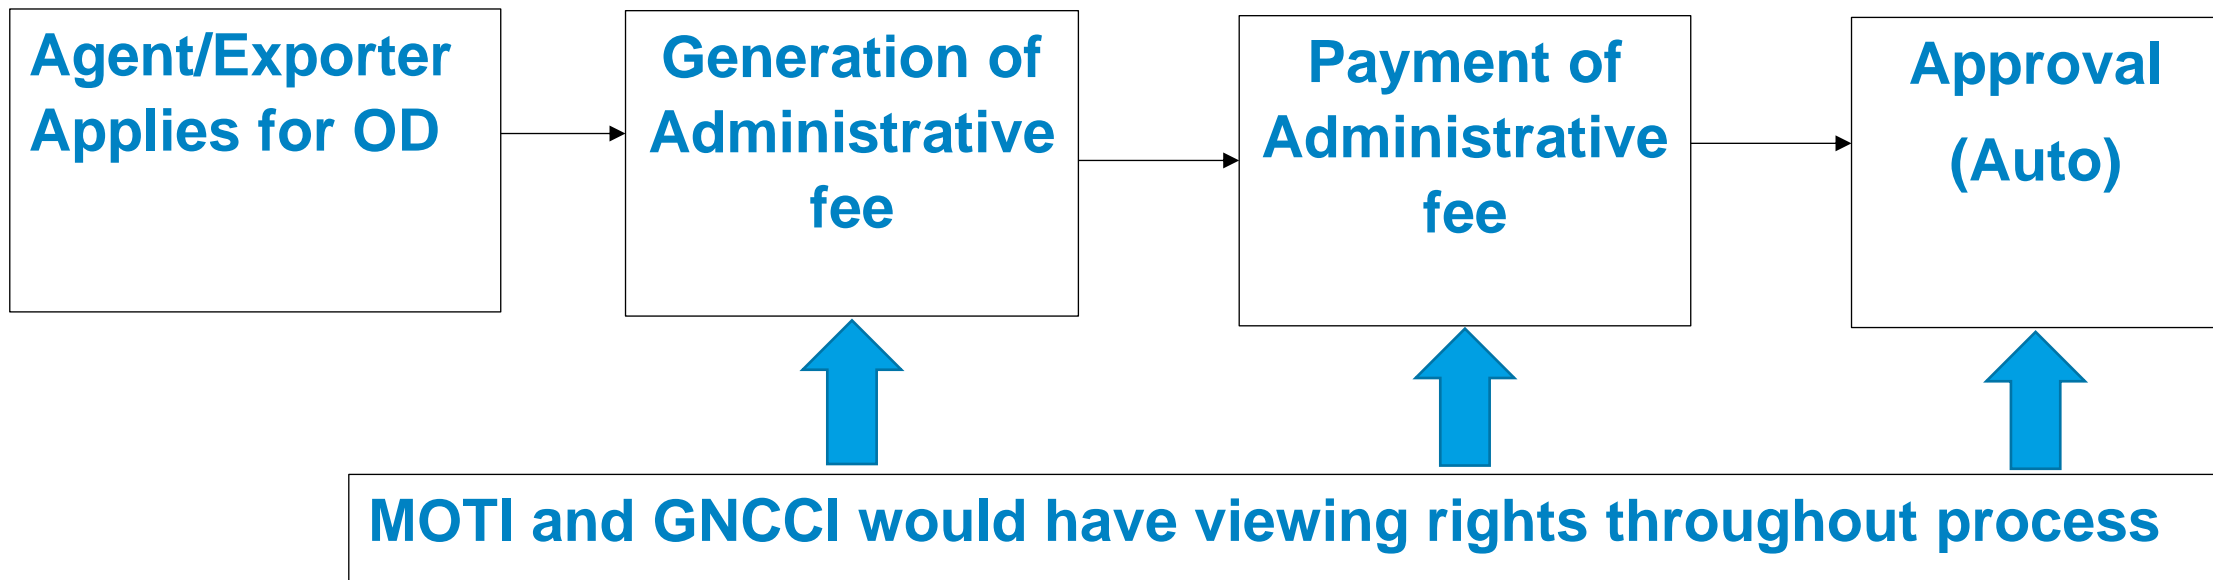 Agent/Exporter
Applies for OD
Generation of
Administrative
fee
Payment of
Administrative
fee
Approval
(Auto)
MOTI and GNCCI would have viewing rights throughout process